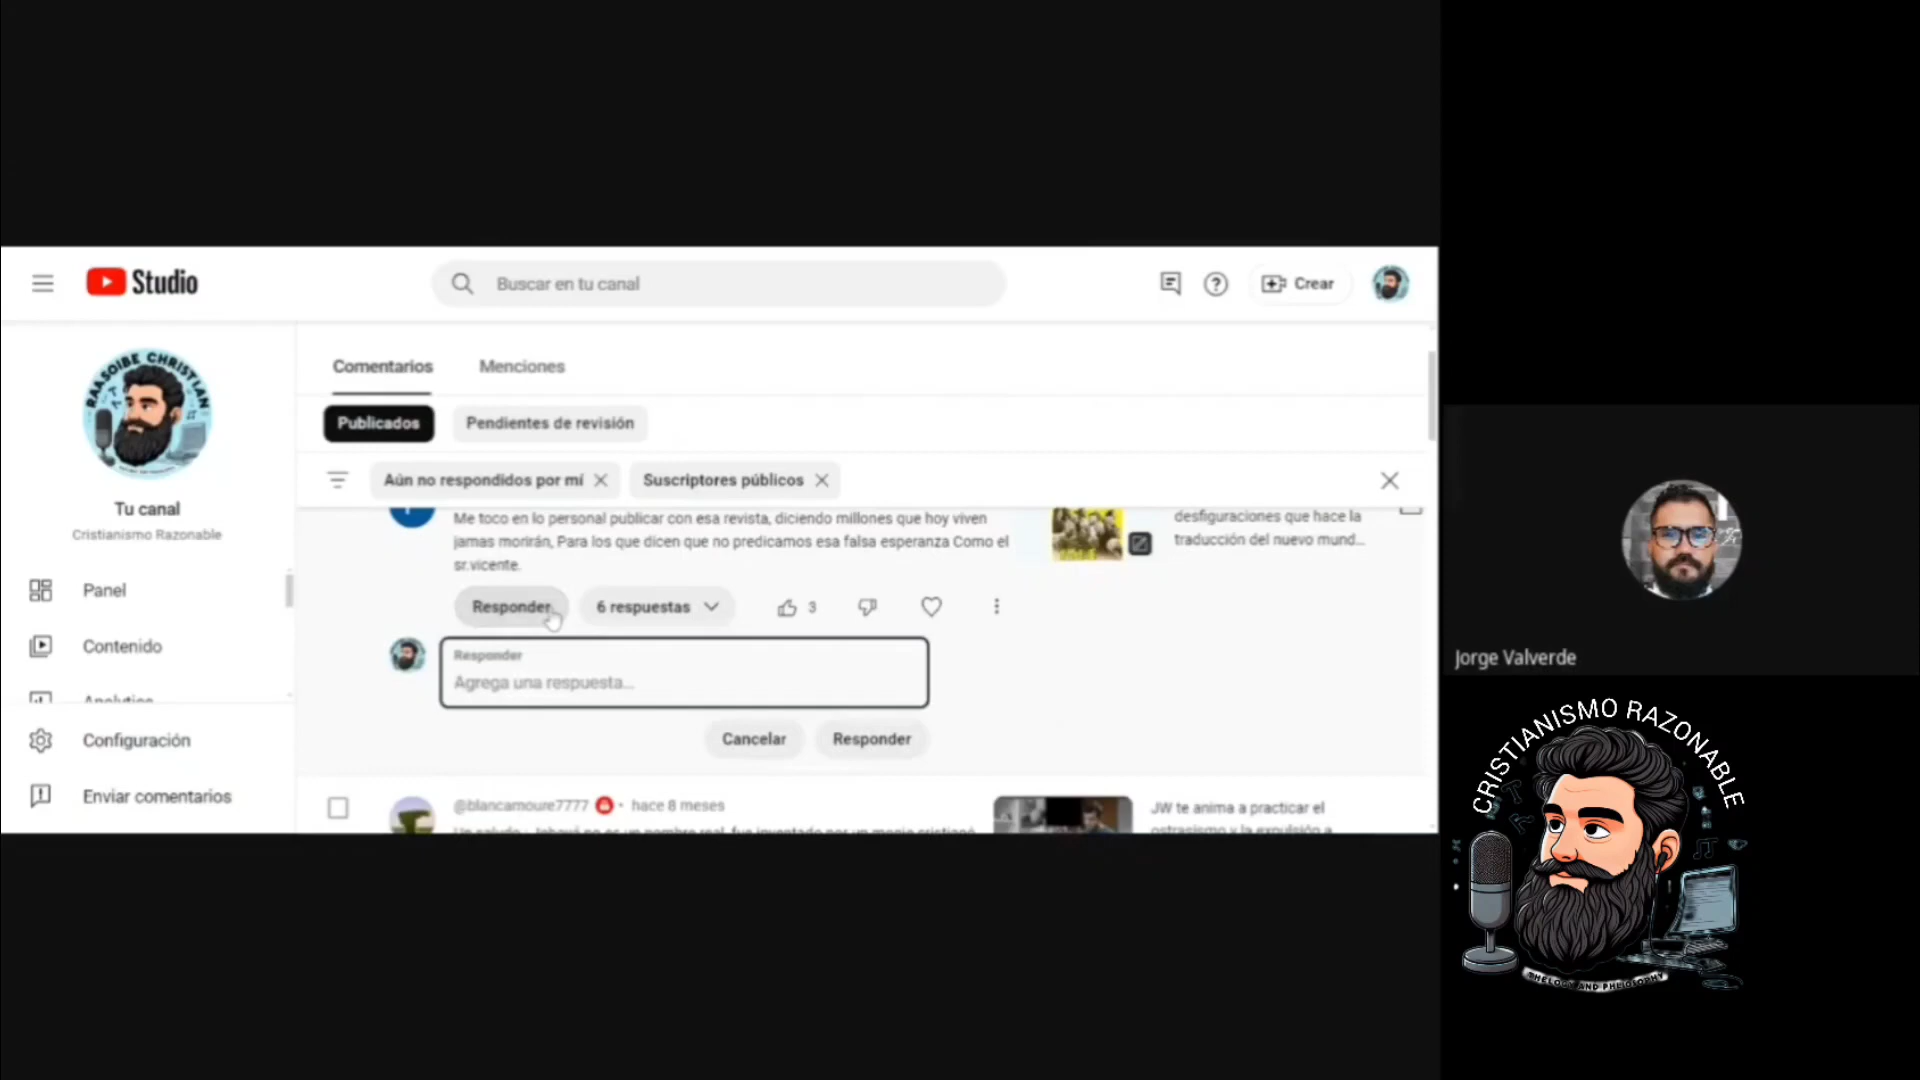 Studio
Buscar en tu canal
Crear
RAASOIBE CHRISTIAN
Tu canal
Cristianismo Razonable
Panel
Contenido
Analytics
Configuración
Enviar comentarios
Comentarios
Menciones
Publicados
Pendientes de revisión
Aún no respondidos por mí
Suscriptores públicos
Me toco en lo personal publicar con esa revista, diciendo millones que hoy viven
jamas morirán, Para los que dicen que no predicamos esa falsa esperanza Como el
sr.vicente.
desfiguraciones que hace la
traducción del nuevo mund...
Responder
6 respuestas
3
Responder
Agrega una respuesta...
Cancelar
Responder
@blancamoure7777 • hace 8 meses
JW te anima a practicar el
ostrasismo y la expulsión a
Jorge Valverde
CRISTIANISMO RAZONABLE